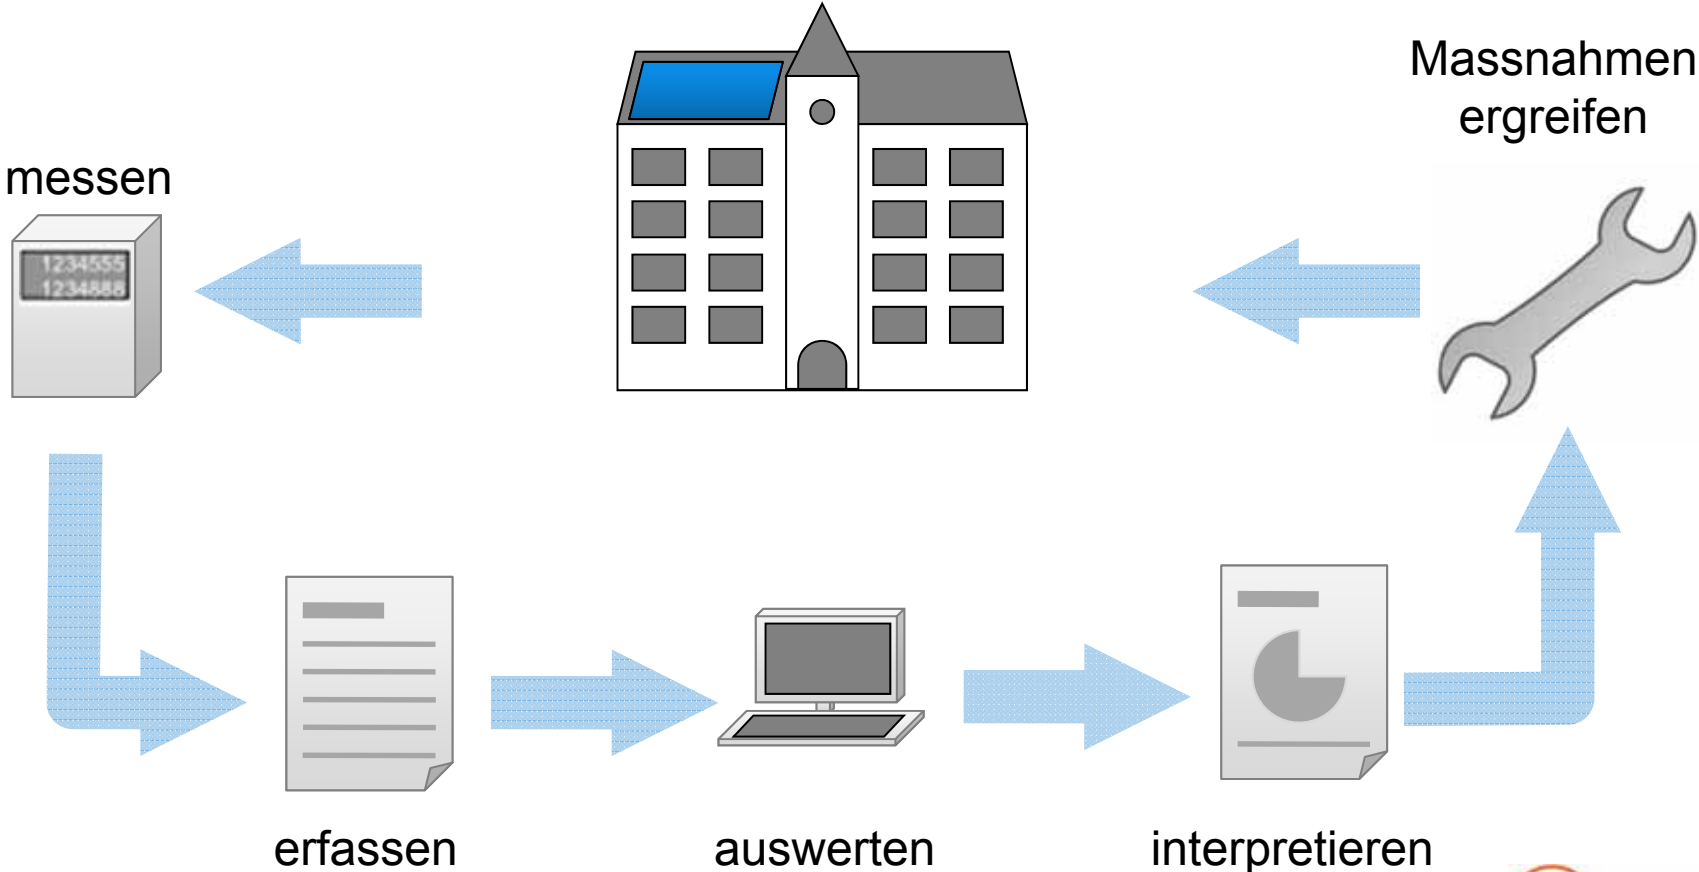 Massnahmen
ergreifen
messen
1234555
1234888
erfassen
auswerten
interpretieren